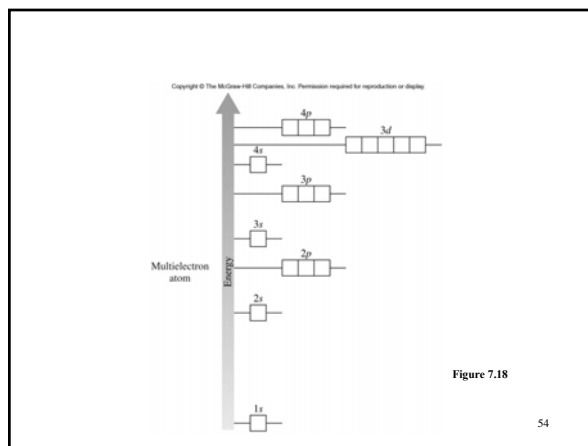 Copyright © The McGraw-Hill Companies, Inc. Permission required for reproduction or display.
4p
3d
4s
3p
3s
2p
Multielectron
atom
Energy
2s
Figure 7.18
1s
54